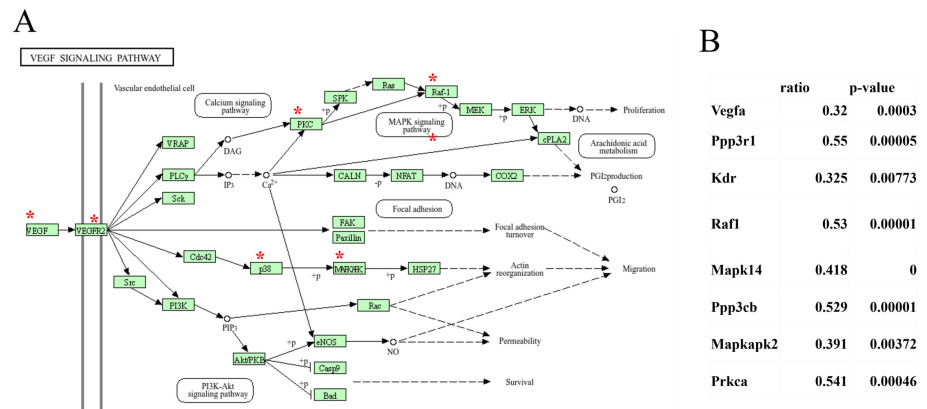 A
VEGF SIGNALING PATHWAY
Vascular endothelial cell
Calcium signaling
pathway
SPK
Ras
Raf-1
+p
PKC
+p
MAPK signaling
pathway
MEK
+p
ERK
DNA
Proliferation
cPLA2
Arachidonic acid
metabolism
VRAP
DAG
PLCγ
IP3
Ca2+
CALN
-p
NFAT
DNA
COX2
PGI2production
PGI2
Sck
VEGF
VEGFR2
FAK
Paxillin
Focal adhesion
Focal adhesion
turnover
Cdc42
p38
+p
+p
HSP27
Actin
reorganization
Migration
Src
PI3K
PIP3
Rac
Akt/PKB
+p
eNOS
NO
Permeability
+p
Casp9
+p
Bad
Survival
PI3K-Akt
signaling pathway
B
ratio p-value
Vegfa 0.32 0.0003
Ppp3r1 0.55 0.00005
Kdr 0.325 0.00773
Raf1 0.53 0.00001
Mapk14 0.418 0
Ppp3cb 0.529 0.00001
Mapkapk2 0.391 0.00372
Prkca 0.541 0.00046